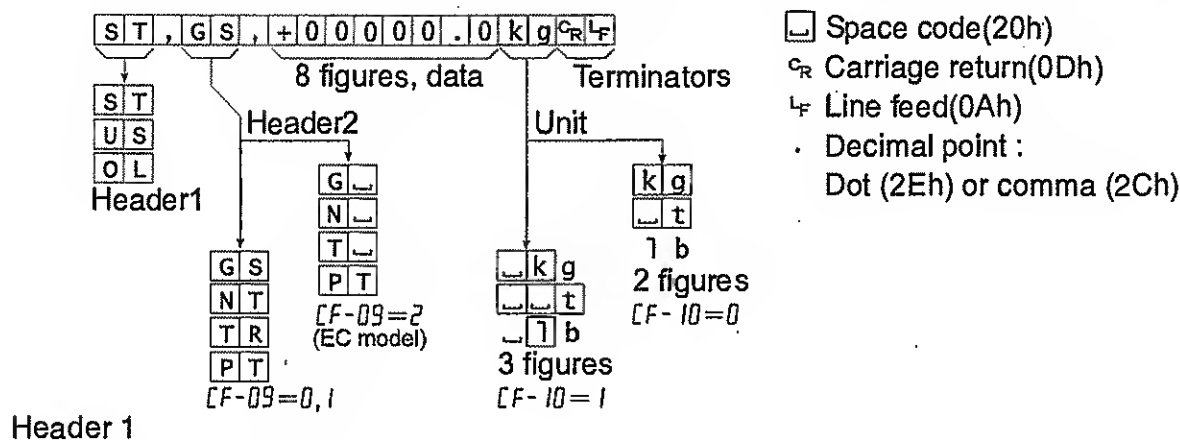 ST,GS,+00000.0kgCRLF
8 figures, data Terminators
␣ Space code(20h)
CR Carriage return(0Dh)
LF Line feed(0Ah)
. Decimal point :
Dot (2Eh) or comma (2Ch)
ST
US
OL
Header1
Header2
G␣
N␣
T␣
PT
CF-09=2
(EC model)
GS
NT
TR
PT
CF-09=0,1
Unit
kg
␣t
lb
2 figures
CF-10=0
␣kg
␣␣t
␣lb
3 figures
CF-10=1
Header 1